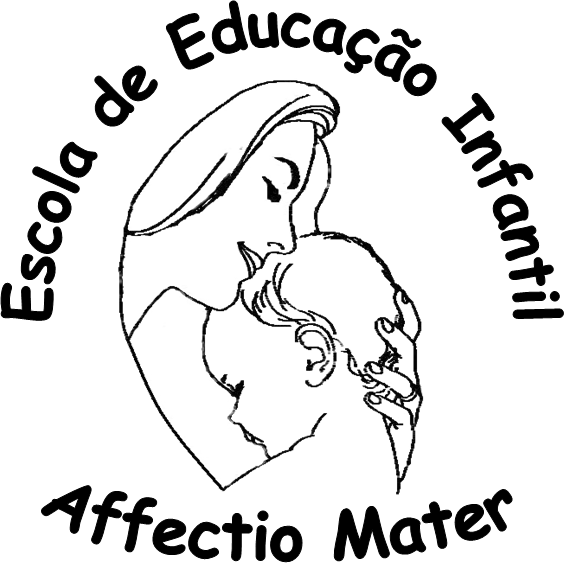 Escola de Educação Infantil
Affectio Mater